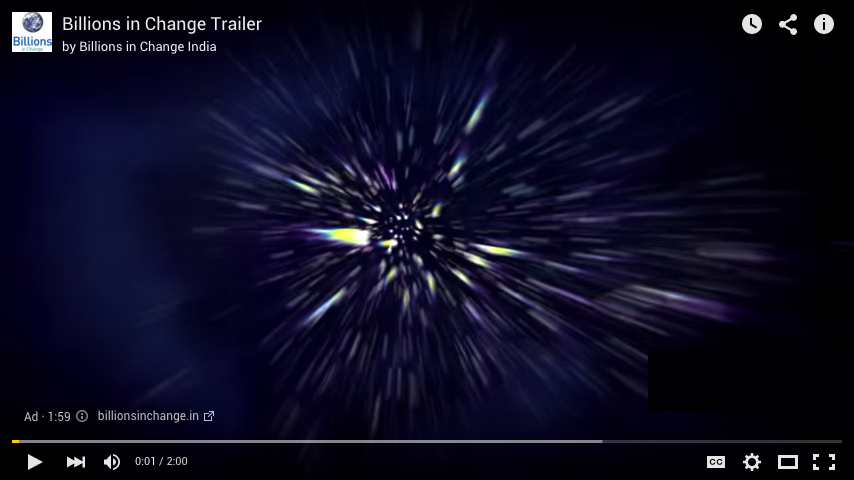 Billions in Change Trailer
by Billions in Change India
Billions
in Change
Ad · 1:59
billionsinchange.in
0:01 / 2:00
CC